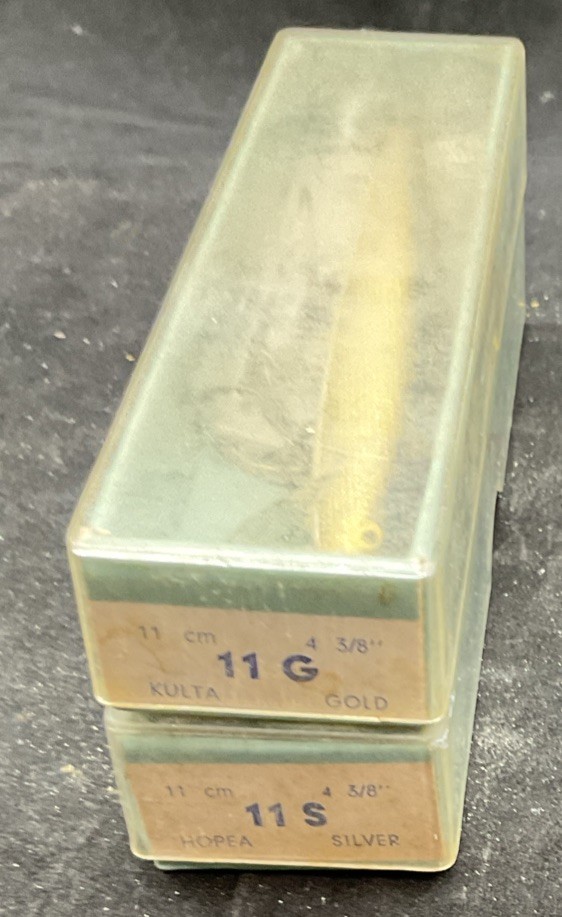 11 cm 4 3/8"
11 G
KULTA GOLD
11 cm 4 3/8"
11 S
HOPEA SILVER